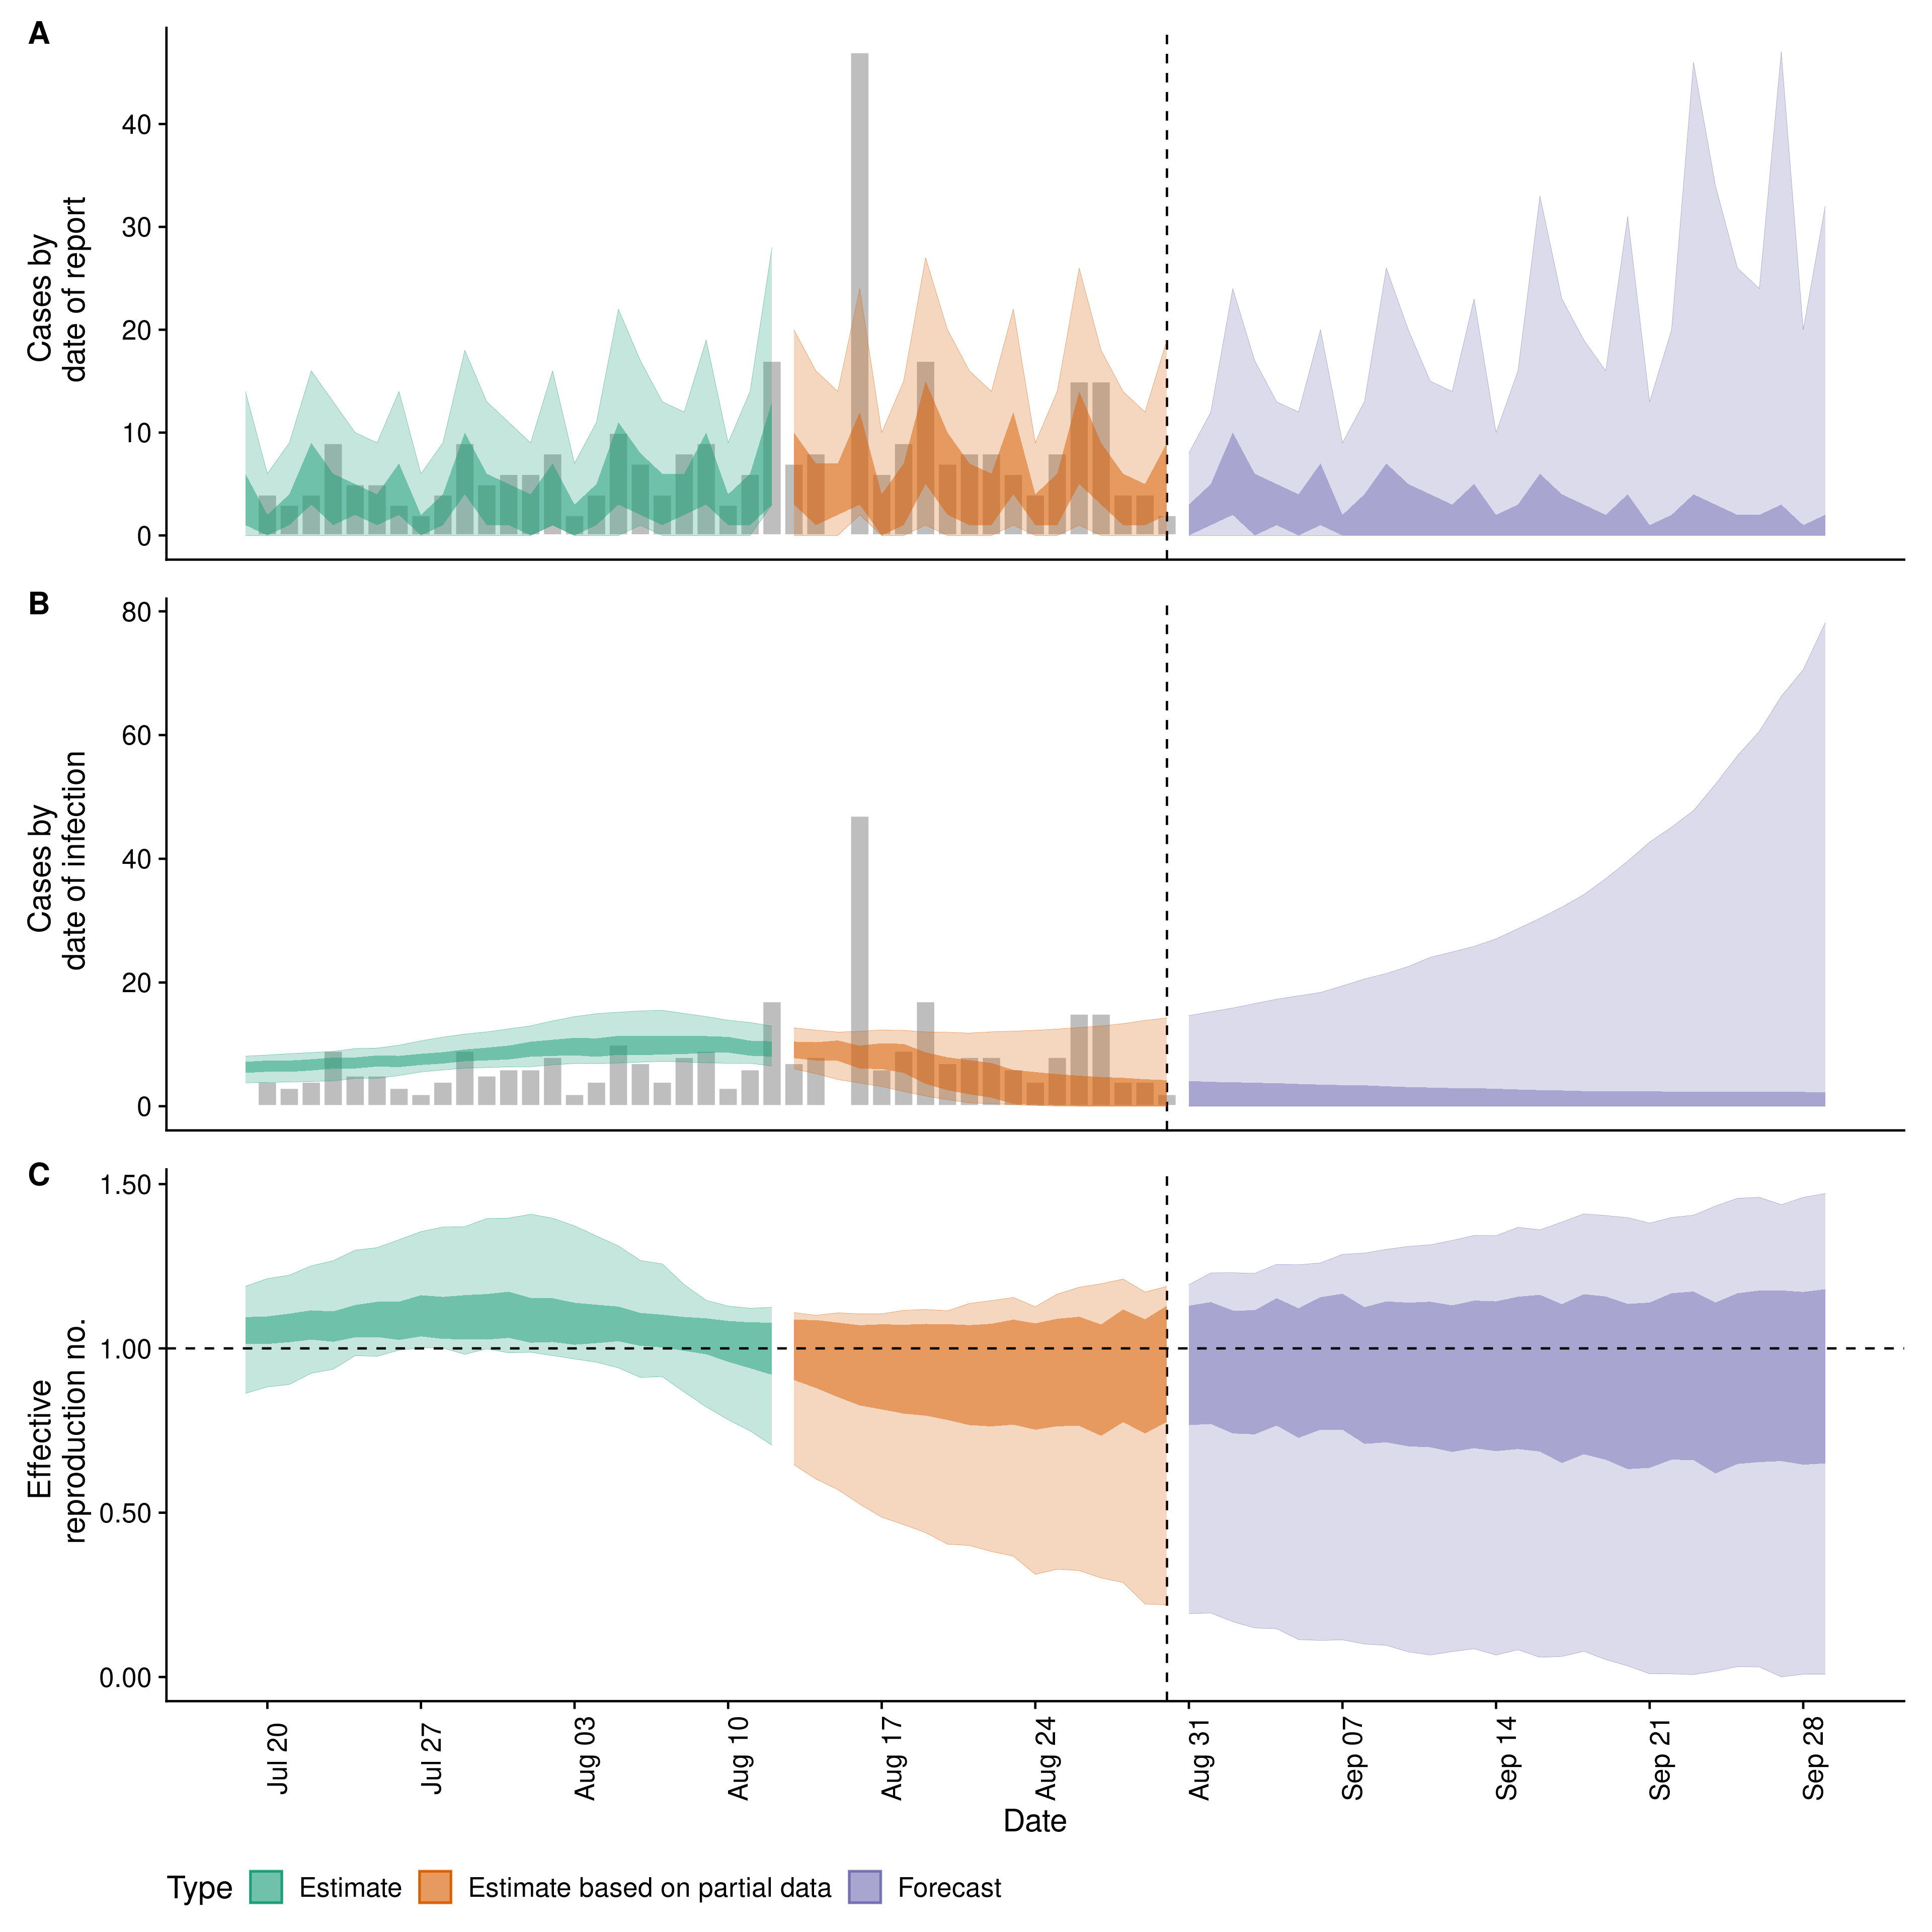 A
Cases by
date of report
40
30
20
10
0
B
Cases by
date of infection
80
60
40
20
0
C
Effective
reproduction no.
1.50
1.00
0.50
0.00
Jul 20
Jul 27
Aug 03
Aug 10
Aug 17
Aug 24
Aug 31
Sep 07
Sep 14
Sep 21
Sep 28
Date
Type Estimate Estimate based on partial data Forecast